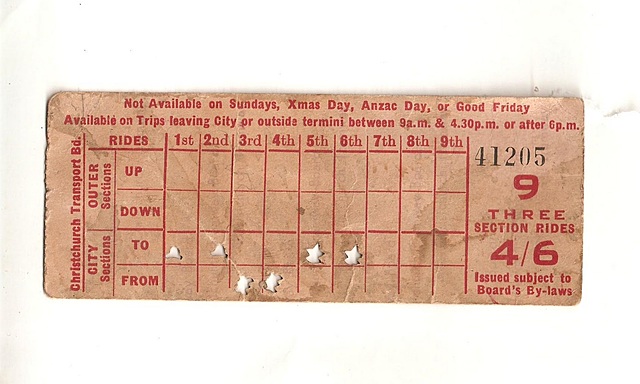 Not Available on Sundays, Xmas Day, Anzac Day, or Good Friday
Available on Trips leaving City or outside termini between 9a.m. & 4.30p.m. or after 6p.m.
Christchurch Transport Bd.
RIDES 1st 2nd 3rd 4th 5th 6th 7th 8th 9th
OUTER Sections
UP
DOWN
CITY Sections
TO
FROM
41205
9
THREE
SECTION RIDES
4/6
Issued subject to
Board's By-laws